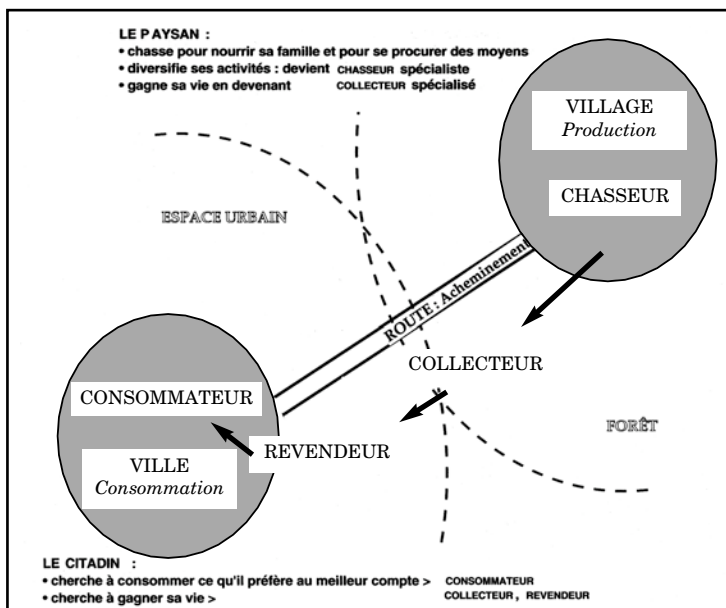 LE PAYSAN :
• chasse pour nourrir sa famille et pour se procurer des moyens
• diversifie ses activités : devient CHASSEUR spécialiste
• gagne sa vie en devenant COLLECTEUR spécialisé
VILLAGE
Production
CHASSEUR
ESPACE URBAIN
ROUTE : Acheminement
COLLECTEUR
CONSOMMATEUR
FORÊT
REVENDEUR
VILLE
Consommation
LE CITADIN :
• cherche à consommer ce qu'il préfère au meilleur compte > CONSOMMATEUR
• cherche à gagner sa vie > COLLECTEUR, REVENDEUR